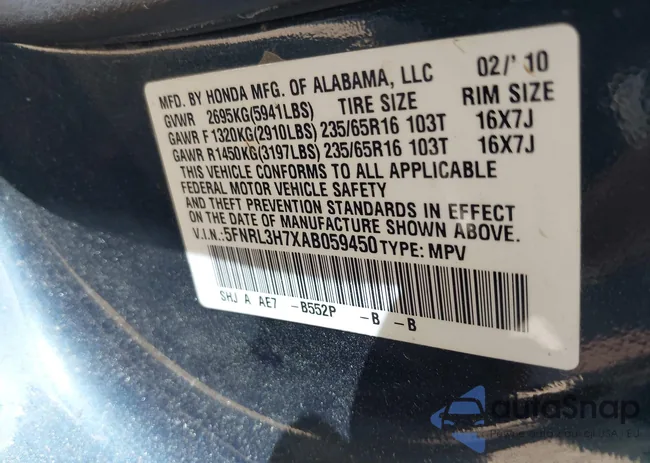 MFD. BY HONDA MFG. OF ALABAMA, LLC 02/' 10
GVWR 2695KG(5941LBS) TIRE SIZE RIM SIZE
GAWR F1320KG(2910LBS) 235/65R16 103T 16X7J
GAWR R1450KG(3197LBS) 235/65R16 103T 16X7J
THIS VEHICLE CONFORMS TO ALL APPLICABLE
FEDERAL MOTOR VEHICLE SAFETY
AND THEFT PREVENTION STANDARDS IN EFFECT
ON THE DATE OF MANUFACTURE SHOWN ABOVE.
V.I.N.:5FNRL3H7XAB059450 TYPE: MPV
SHJ A AE7 -B552P -B -B
autoSnap